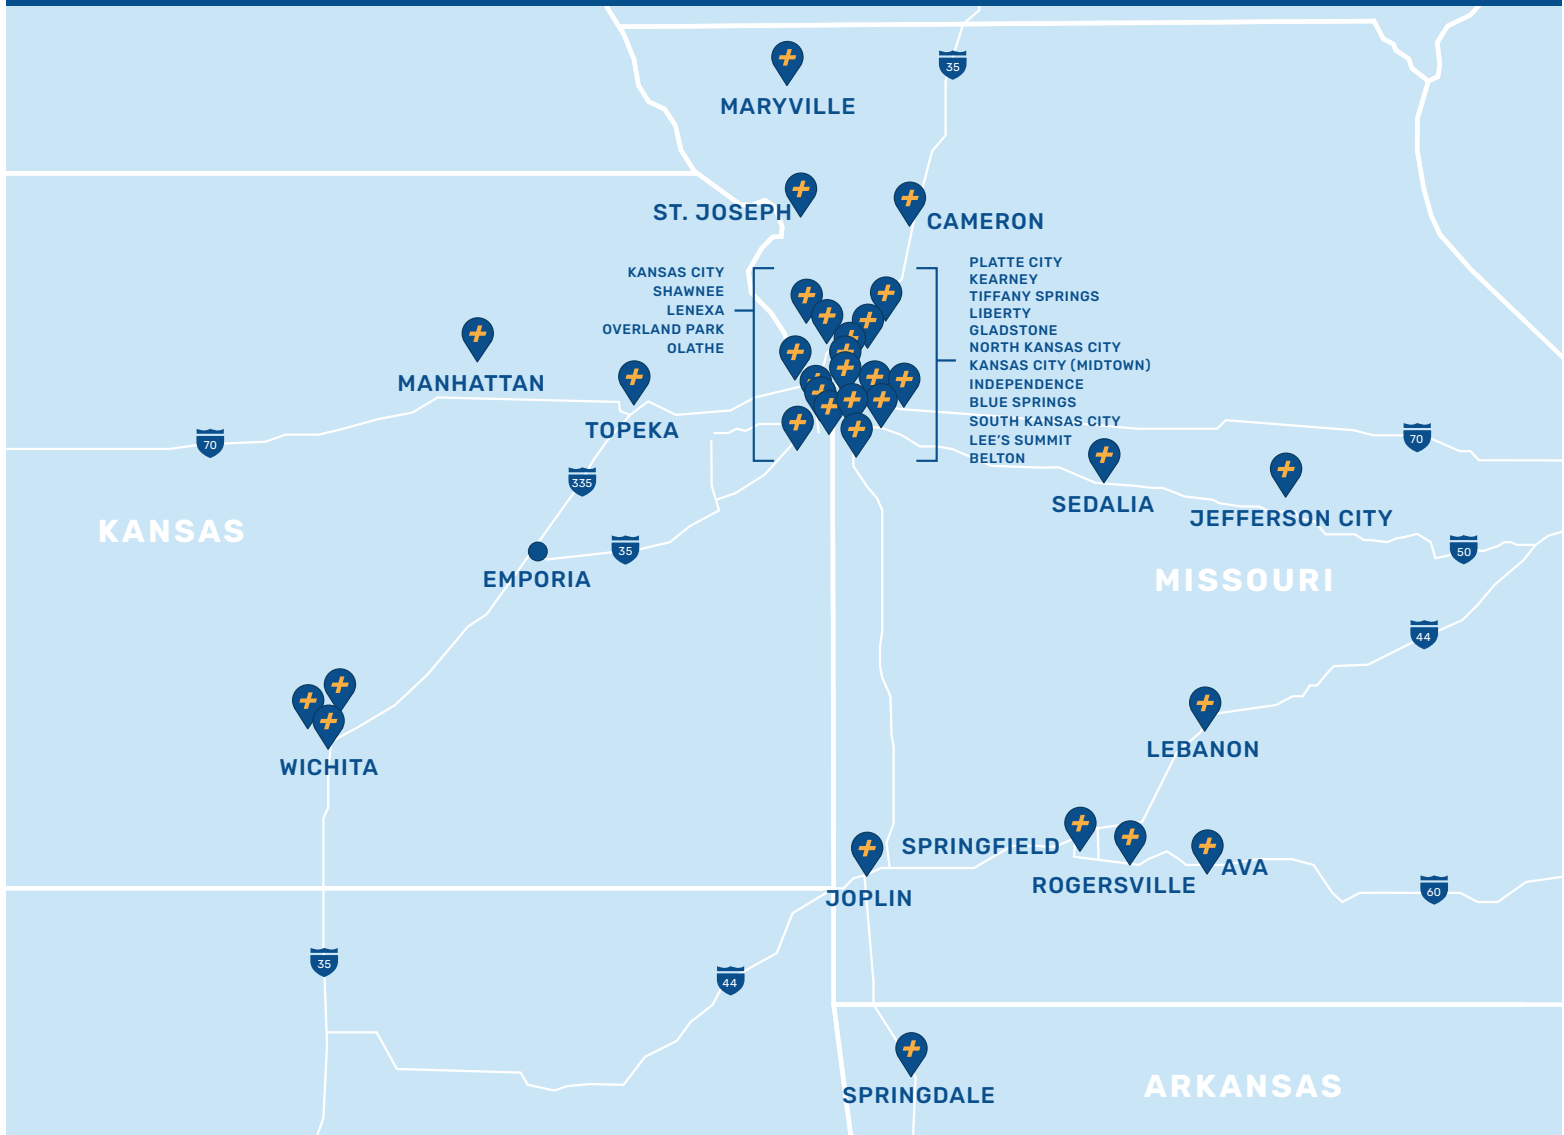 35
MARYVILLE
ST. JOSEPH
CAMERON
KANSAS CITY
SHAWNEE
LENEXA
OVERLAND PARK
OLATHE
PLATTE CITY
KEARNEY
TIFFANY SPRINGS
LIBERTY
GLADSTONE
NORTH KANSAS CITY
KANSAS CITY (MIDTOWN)
INDEPENDENCE
BLUE SPRINGS
SOUTH KANSAS CITY
LEE'S SUMMIT
BELTON
MANHATTAN
TOPEKA
70
70
335
SEDALIA
JEFFERSON CITY
KANSAS
35
50
EMPORIA
MISSOURI
44
WICHITA
LEBANON
SPRINGFIELD
ROGERSVILLE
AVA
JOPLIN
60
35
44
SPRINGDALE
ARKANSAS